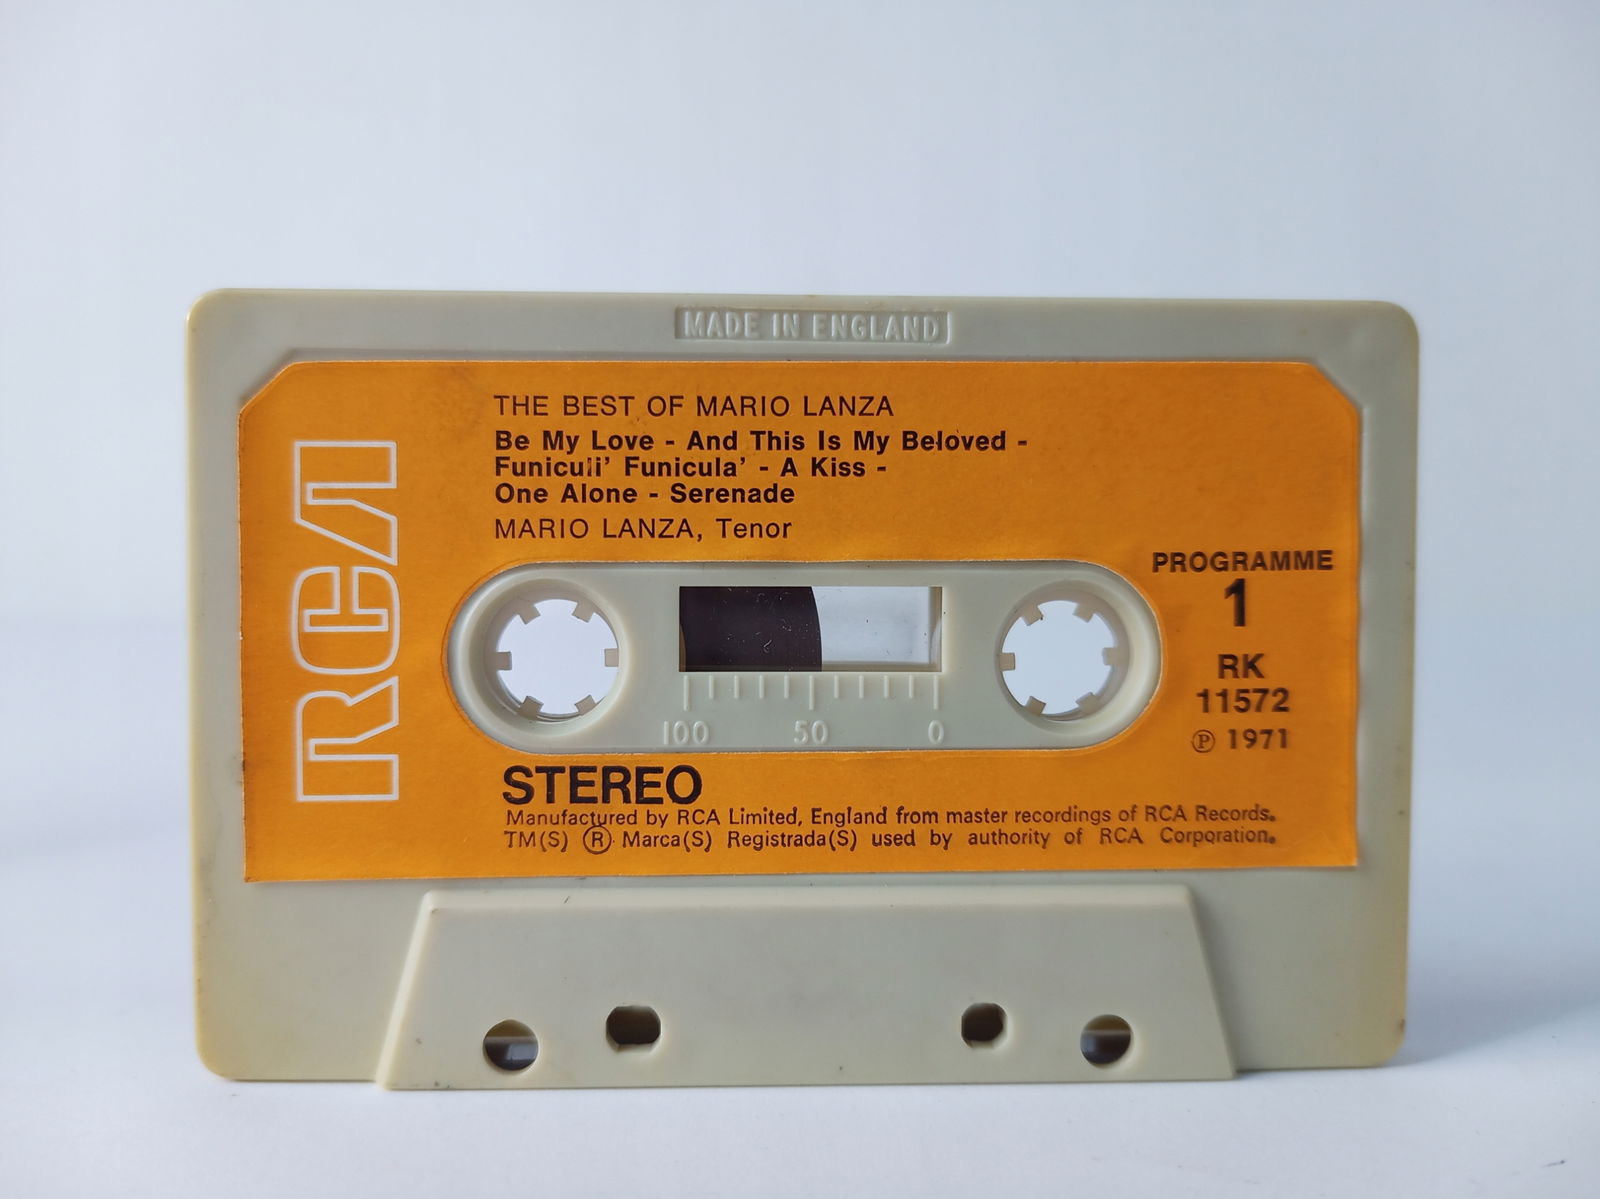 MADE IN ENGLAND
RCA
THE BEST OF MARIO LANZA
Be My Love - And This Is My Beloved -
Funiculi' Funicula' - A Kiss -
One Alone - Serenade
MARIO LANZA, Tenor
PROGRAMME
1
RK
11572
℗ 1971
100 50 0
STEREO
Manufactured by RCA Limited, England from master recordings of RCA Records.
TM(S) ® Marca(S) Registrada(S) used by authority of RCA Corporation.